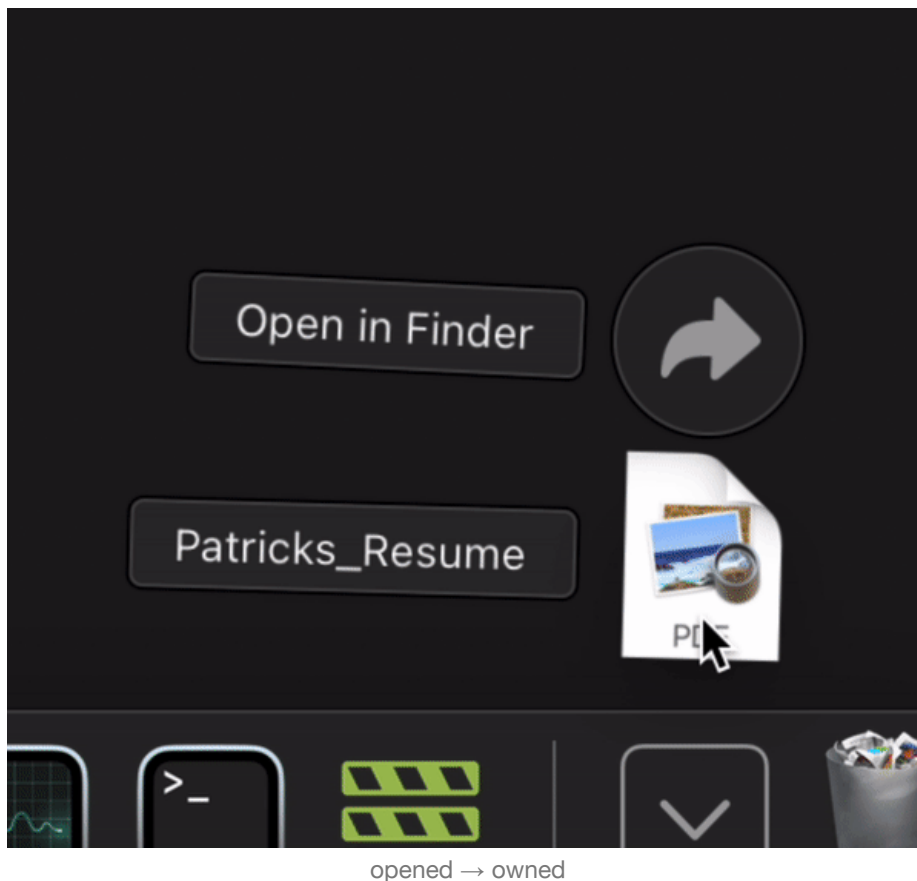 Open in Finder
Patricks_Resume
PDF
>_
opened → owned